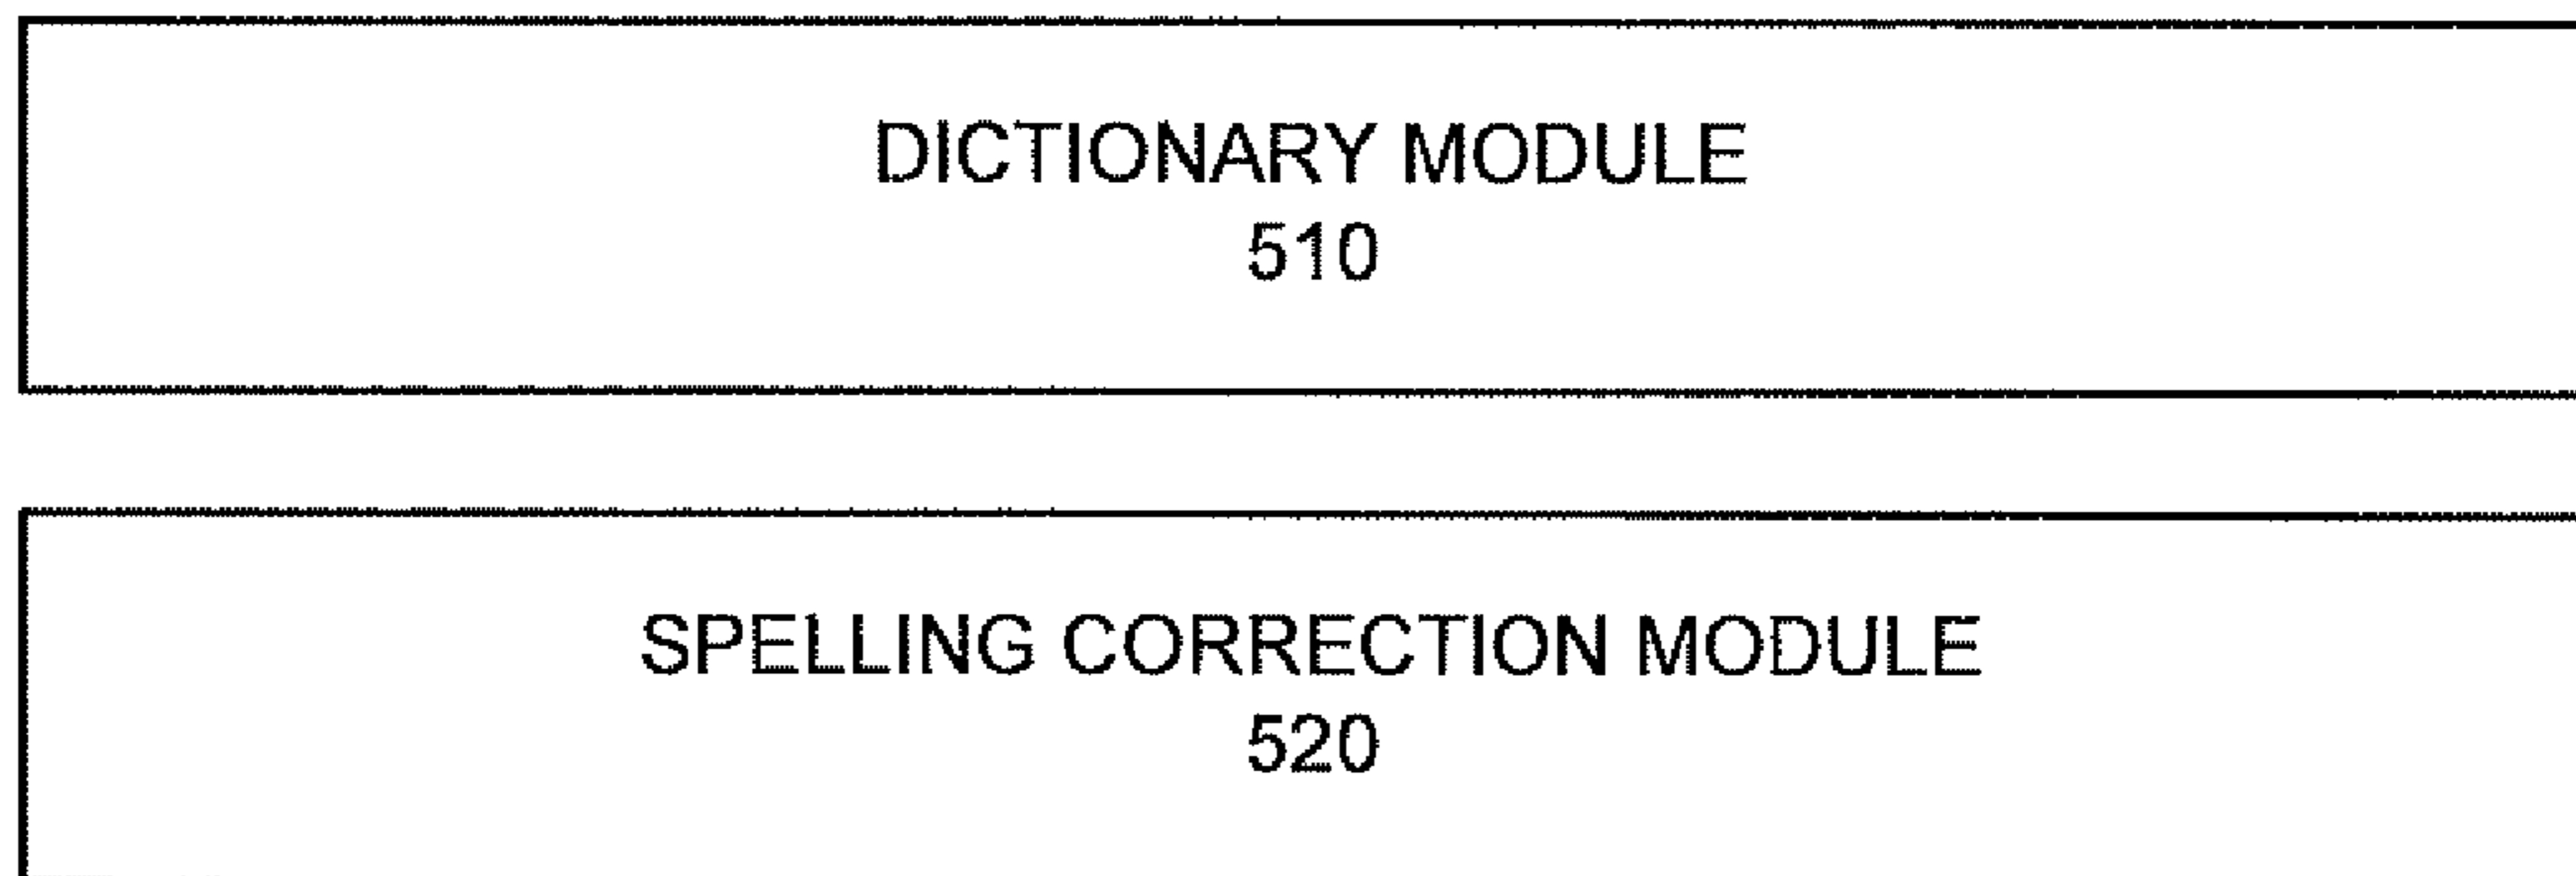 DICTIONARY MODULE
510
SPELLING CORRECTION MODULE
520